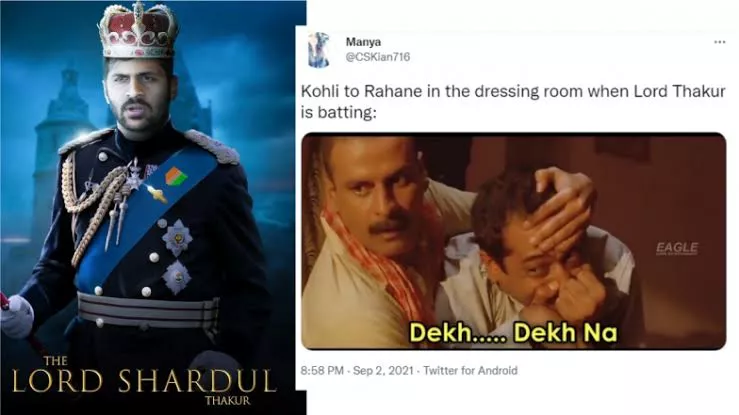 THE
LORD SHARDUL
THAKUR
Manya
@CSKian716
Kohli to Rahane in the dressing room when Lord Thakur
is batting:
EAGLE
Dekh..... Dekh Na
8:58 PM · Sep 2, 2021 · Twitter for Android